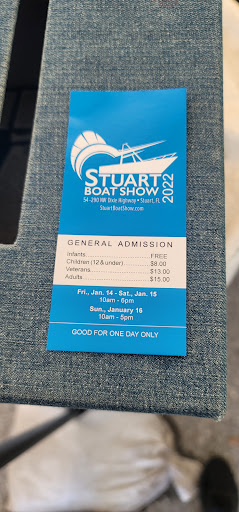 STUART
BOAT SHOW
2022
54-290 NW Dixie Highway • Stuart, FL
StuartBoatShow.com
GENERAL ADMISSION
Infants....................FREE
Children (12 & under)..........$8.00
Veterans....................$13.00
Adults.......................$15.00
Fri., Jan. 14 - Sat., Jan. 15
10am - 6pm
Sun., January 16
10am - 5pm
GOOD FOR ONE DAY ONLY